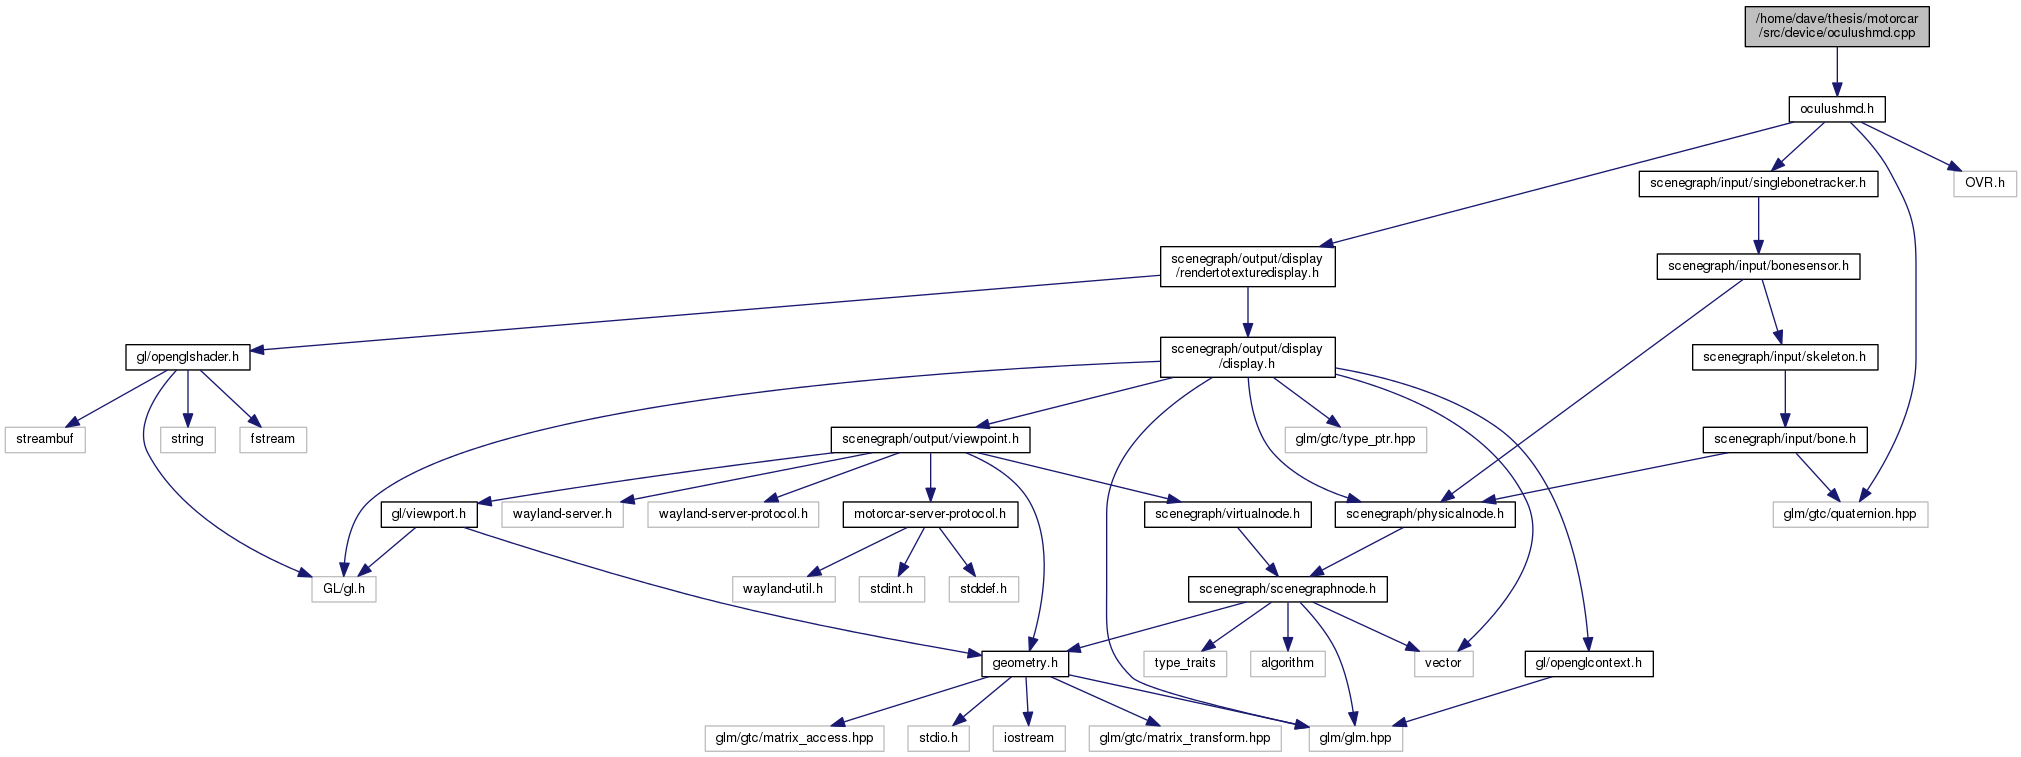 /home/dave/thesis/motorcar
/src/device/oculushmd.cpp
oculushmd.h
scenegraph/input/singlebonetracker.h
OVR.h
scenegraph/output/display
/rendertotexturedisplay.h
scenegraph/input/bonesensor.h
gl/openglshader.h
scenegraph/output/display
/display.h
scenegraph/input/skeleton.h
streambuf
string
fstream
scenegraph/output/viewpoint.h
glm/gtc/type_ptr.hpp
scenegraph/input/bone.h
gl/viewport.h
wayland-server.h
wayland-server-protocol.h
motorcar-server-protocol.h
scenegraph/virtualnode.h
scenegraph/physicalnode.h
glm/gtc/quaternion.hpp
GL/gl.h
wayland-util.h
stdint.h
stddef.h
scenegraph/scenegraphnode.h
geometry.h
type_traits
algorithm
vector
gl/openglcontext.h
glm/gtc/matrix_access.hpp
stdio.h
iostream
glm/gtc/matrix_transform.hpp
glm/glm.hpp